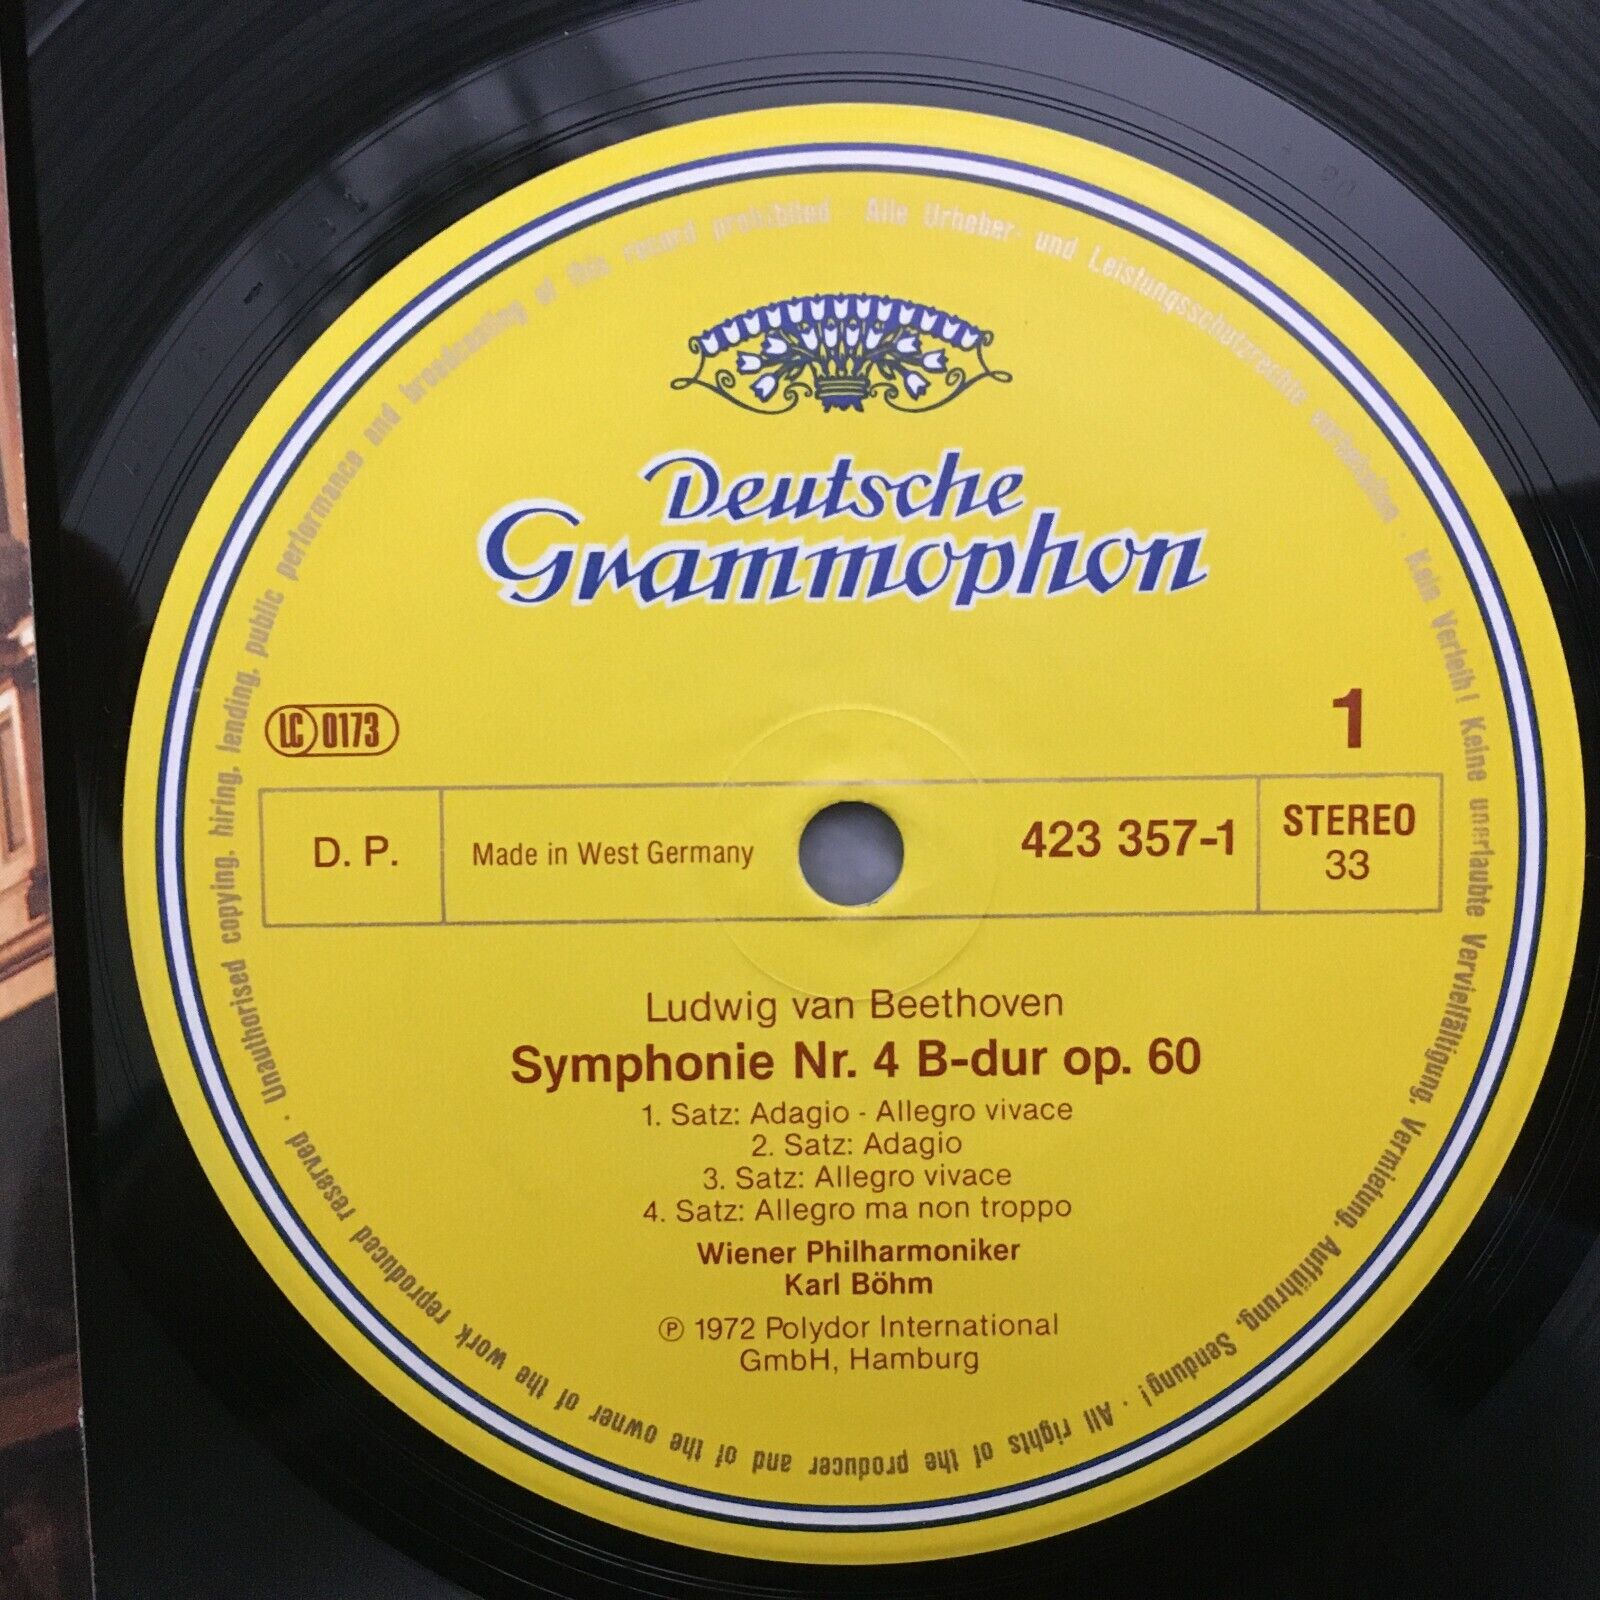 Deutsche
Grammophon
LC 0173
1
D. P.
Made in West Germany
423 357-1
STEREO
33
Ludwig van Beethoven
Symphonie Nr. 4 B-dur op. 60
1. Satz: Adagio - Allegro vivace
2. Satz: Adagio
3. Satz: Allegro vivace
4. Satz: Allegro ma non troppo
Wiener Philharmoniker
Karl Böhm
Ⓟ 1972 Polydor International
GmbH, Hamburg
Alle Urheber- und Leistungsschutzrechte vorbehalten · Kein Verleih! Keine unerlaubte Vervielfältigung, Vermietung, Aufführung, Sendung! · All rights of the producer and of the owner of the work reproduced reserved · Unauthorised copying, hiring, lending, public performance and broadcasting of this record prohibited